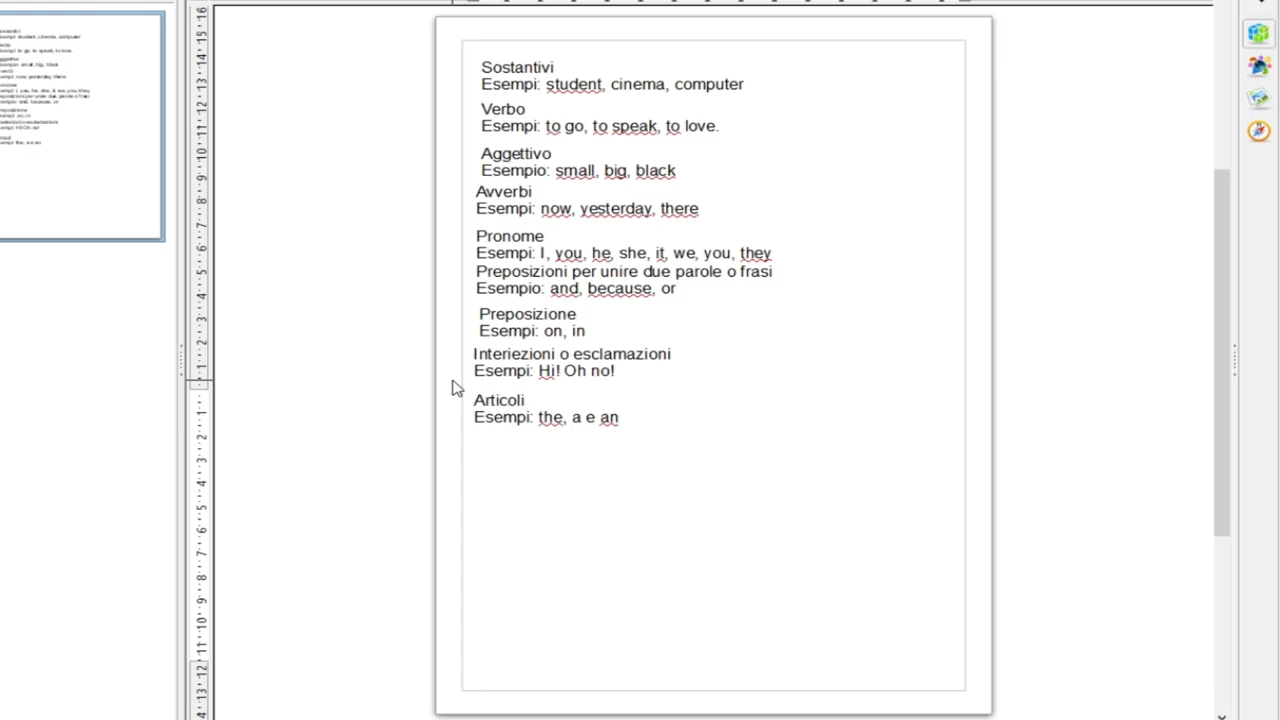 Sostantivi
Esempi: student, cinema, computer
Verbo
Esempi: to go, to speak, to love.
Aggettivo
Esempio: small, big, black
Avverbi
Esempi: now, yesterday, there
Pronome
Esempi: I, you, he, she, it, we, you, they
Preposizioni per unire due parole o frasi
Esempio: and, because, or
Preposizione
Esempi: on, in
Interiezioni o esclamazioni
Esempi: Hi! Oh no!
Articoli
Esempi: the, a e an